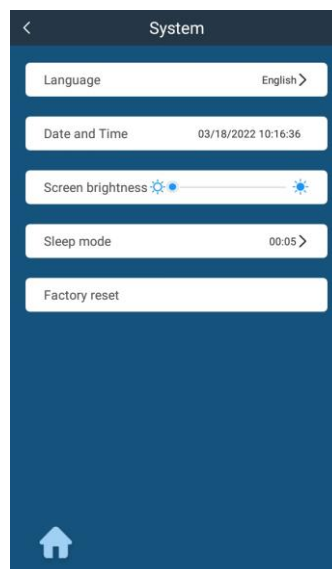 System
Language English
Date and Time 03/18/2022 10:16:36
Screen brightness
Sleep mode 00:05
Factory reset